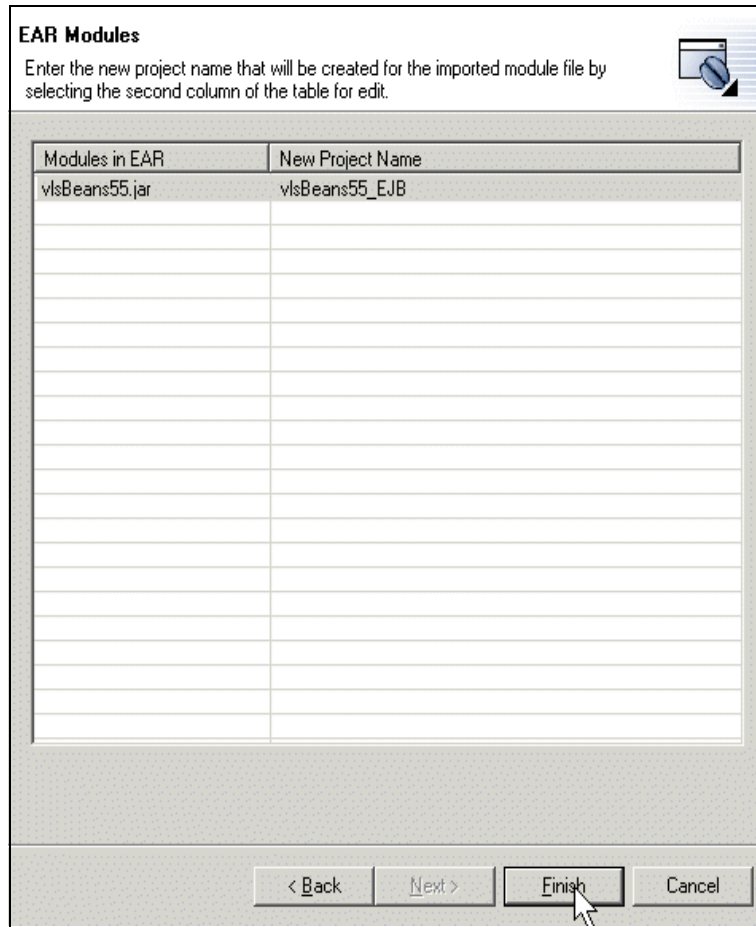 EAR Modules
Enter the new project name that will be created for the imported module file by
selecting the second column of the table for edit.
Modules in EAR New Project Name
vlsBeans55.jar vlsBeans55_EJB
< Back Next > Finish Cancel